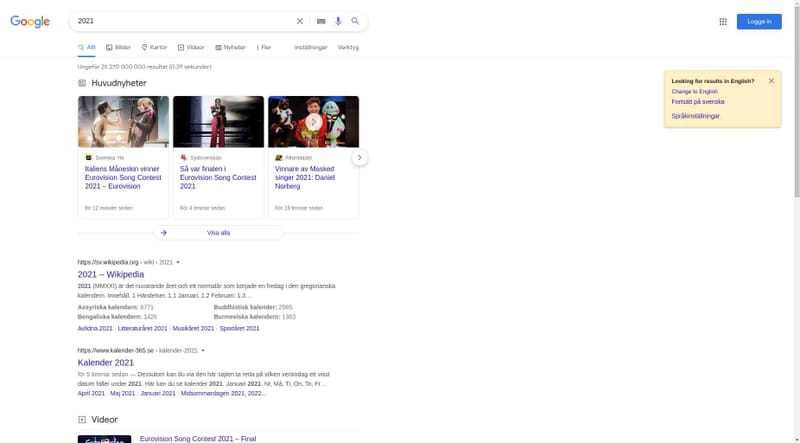 Google
2021
Logga in
Allt
Bilder
Kartor
Videor
Nyheter
Fler
Inställningar
Verktyg
Ungefär 25 270 000 000 resultat (0,39 sekunder)
Looking for results in English?
Change to English
Fortsätt på svenska
Språkinställningar
Huvudnyheter
Svenska Yle
Italiens Måneskin vinner
Eurovision Song Contest
2021 – Eurovision
för 12 minuter sedan
Sydsvenskan
Så var finalen i
Eurovision Song Contest
2021
För 4 timmar sedan
Aftonbladet
Vinnare av Masked
singer 2021: Daniel
Norberg
För 19 timmar sedan
Visa alla
https://sv.wikipedia.org › wiki › 2021
2021 – Wikipedia
2021 (MMXXI) är det nuvarande året och ett normalår som började en fredag i den gregorianska
kalendern. Innehåll. 1 Händelser. 1.1 Januari; 1.2 Februari; 1.3 ...
Assyriska kalendern: 6771
Buddhistisk kalender: 2565
Bengaliska kalendern: 1428
Burmesiska kalendern: 1383
Avlidna 2021 · Litteraturåret 2021 · Musikåret 2021 · Sportåret 2021
https://www.kalender-365.se › kalender-2021
Kalender 2021
för 5 timmar sedan — Dessutom kan du via den här sajten ta reda på vilken veckodag ett visst
datum faller under 2021. Här kan du se kalender 2021. Januari 2021. Nr, Må, Ti, On, To, Fr ...
April 2021 · Maj 2021 · Januari 2021 · Midsommardagen 2021, 2022...
Videor
Eurovision Song Contest 2021 – Final